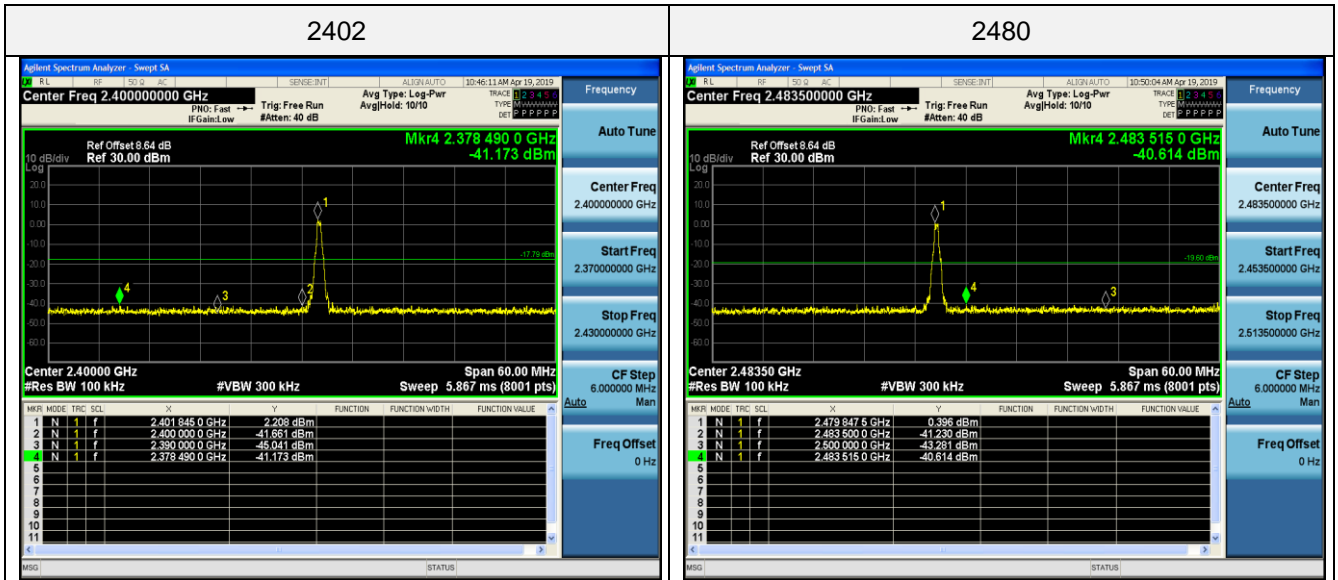 2402
Agilent Spectrum Analyzer - Swept SA
RL RF 50 Ω AC SENSE:INT ALIGN AUTO 10:46:11 AM Apr 19, 2019
Center Freq 2.400000000 GHz
PNO: Fast
IFGain:Low
Trig: Free Run
#Atten: 40 dB
Avg Type: Log-Pwr
Avg|Hold: 10/10
TRACE 1 2 3 4 5 6
TYPE M
DET P P P P P P
Mkr4 2.378 490 0 GHz
-41.173 dBm
Ref Offset 8.64 dB
10 dB/div Ref 30.00 dBm
Log
20.0
10.0
0.00
-10.0
-20.0
-30.0
-40.0
-50.0
-60.0
1
2
3
4
-17.79 dBm
Center 2.40000 GHz Span 60.00 MHz
#Res BW 100 kHz #VBW 300 kHz Sweep 5.867 ms (8001 pts)
MKR MODE TRC SCL X Y FUNCTION FUNCTION WIDTH FUNCTION VALUE
1 N 1 f 2.401 845 0 GHz 2.208 dBm
2 N 1 f 2.400 000 0 GHz -41.661 dBm
3 N 1 f 2.390 000 0 GHz -45.041 dBm
4 N 1 f 2.378 490 0 GHz -41.173 dBm
5
6
7
8
9
10
11
MSG STATUS
Frequency
Auto Tune
Center Freq
2.400000000 GHz
Start Freq
2.370000000 GHz
Stop Freq
2.430000000 GHz
CF Step
6.000000 MHz
Auto Man
Freq Offset
0 Hz
2480
Agilent Spectrum Analyzer - Swept SA
RL RF 50 Ω AC SENSE:INT ALIGN AUTO 10:50:04 AM Apr 19, 2019
Center Freq 2.483500000 GHz
PNO: Fast
IFGain:Low
Trig: Free Run
#Atten: 40 dB
Avg Type: Log-Pwr
Avg|Hold: 10/10
TRACE 1 2 3 4 5 6
TYPE M
DET P P P P P P
Mkr4 2.483 515 0 GHz
-40.614 dBm
Ref Offset 8.64 dB
10 dB/div Ref 30.00 dBm
Log
20.0
10.0
0.00
-10.0
-20.0
-30.0
-40.0
-50.0
-60.0
1
3
4
-19.60 dBm
Center 2.48350 GHz Span 60.00 MHz
#Res BW 100 kHz #VBW 300 kHz Sweep 5.867 ms (8001 pts)
MKR MODE TRC SCL X Y FUNCTION FUNCTION WIDTH FUNCTION VALUE
1 N 1 f 2.479 847 5 GHz 0.396 dBm
2 N 1 f 2.483 500 0 GHz -41.230 dBm
3 N 1 f 2.500 000 0 GHz -43.281 dBm
4 N 1 f 2.483 515 0 GHz -40.614 dBm
5
6
7
8
9
10
11
MSG STATUS
Frequency
Auto Tune
Center Freq
2.483500000 GHz
Start Freq
2.453500000 GHz
Stop Freq
2.513500000 GHz
CF Step
6.000000 MHz
Auto Man
Freq Offset
0 Hz